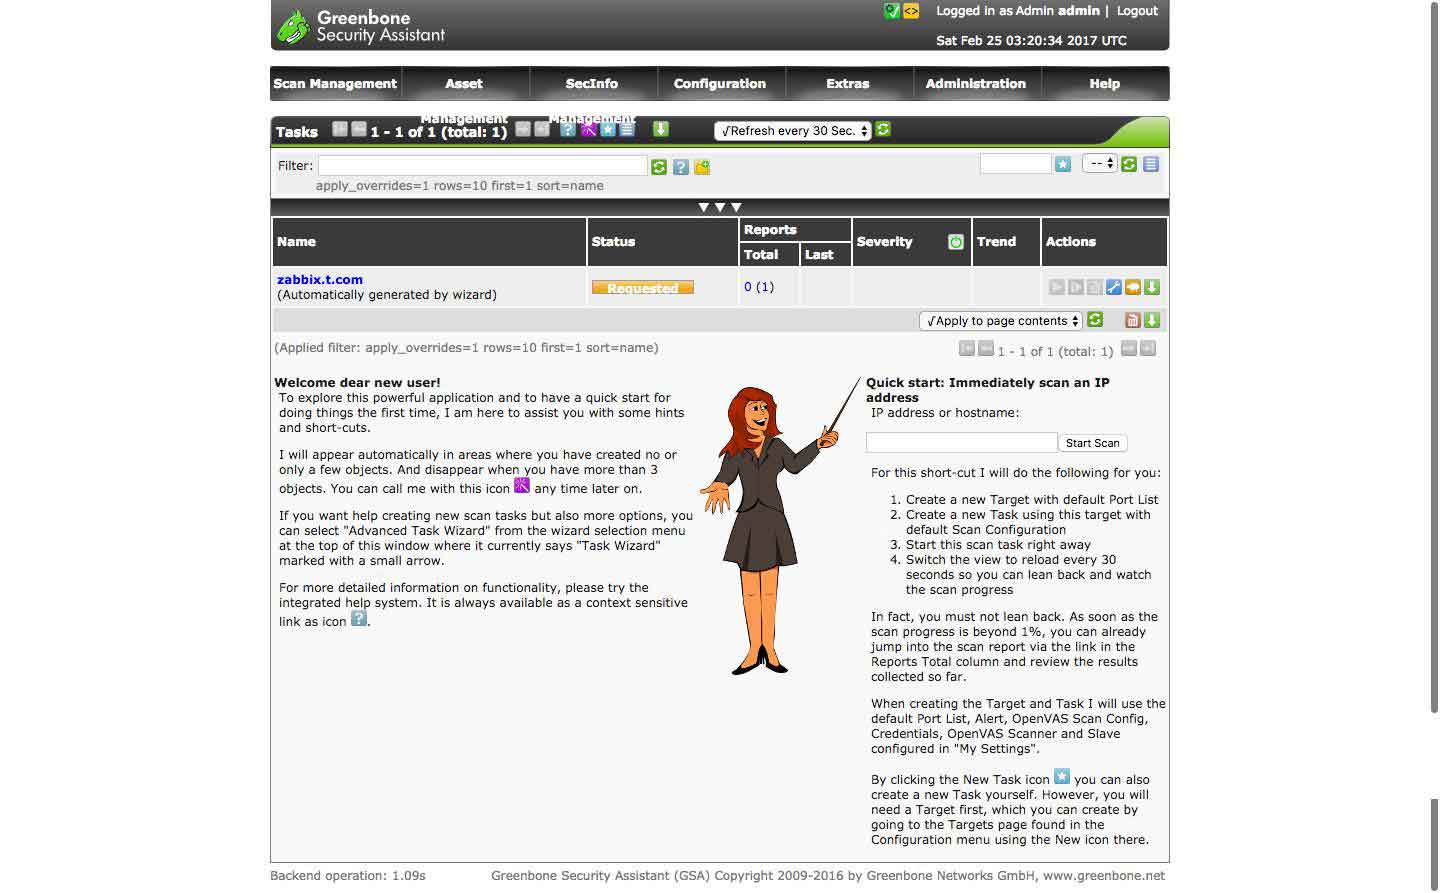 Greenbone
Security Assistant
Logged in as Admin admin | Logout
Sat Feb 25 03:20:34 2017 UTC
Scan Management Asset SecInfo Configuration Extras Administration Help
Management Management
Tasks 1 - 1 of 1 (total: 1) ? √Refresh every 30 Sec.
Filter: ? --
apply_overrides=1 rows=10 first=1 sort=name
Name Status Reports Severity Trend Actions
Total Last
zabbix.t.com
(Automatically generated by wizard)
Requested 0 (1)
√Apply to page contents
(Applied filter: apply_overrides=1 rows=10 first=1 sort=name) 1 - 1 of 1 (total: 1)
Welcome dear new user!
To explore this powerful application and to have a quick start for
doing things the first time, I am here to assist you with some hints
and short-cuts.
I will appear automatically in areas where you have created no or
only a few objects. And disappear when you have more than 3
objects. You can call me with this icon any time later on.
If you want help creating new scan tasks but also more options, you
can select "Advanced Task Wizard" from the wizard selection menu
at the top of this window where it currently says "Task Wizard"
marked with a small arrow.
For more detailed information on functionality, please try the
integrated help system. It is always available as a context sensitive
link as icon ?.
Quick start: Immediately scan an IP
address
IP address or hostname:
Start Scan
For this short-cut I will do the following for you:
1. Create a new Target with default Port List
2. Create a new Task using this target with
default Scan Configuration
3. Start this scan task right away
4. Switch the view to reload every 30
seconds so you can lean back and watch
the scan progress
In fact, you must not lean back. As soon as the
scan progress is beyond 1%, you can already
jump into the scan report via the link in the
Reports Total column and review the results
collected so far.
When creating the Target and Task I will use the
default Port List, Alert, OpenVAS Scan Config,
Credentials, OpenVAS Scanner and Slave
configured in "My Settings".
By clicking the New Task icon you can also
create a new Task yourself. However, you will
need a Target first, which you can create by
going to the Targets page found in the
Configuration menu using the New icon there.
Backend operation: 1.09s Greenbone Security Assistant (GSA) Copyright 2009-2016 by Greenbone Networks GmbH, www.greenbone.net